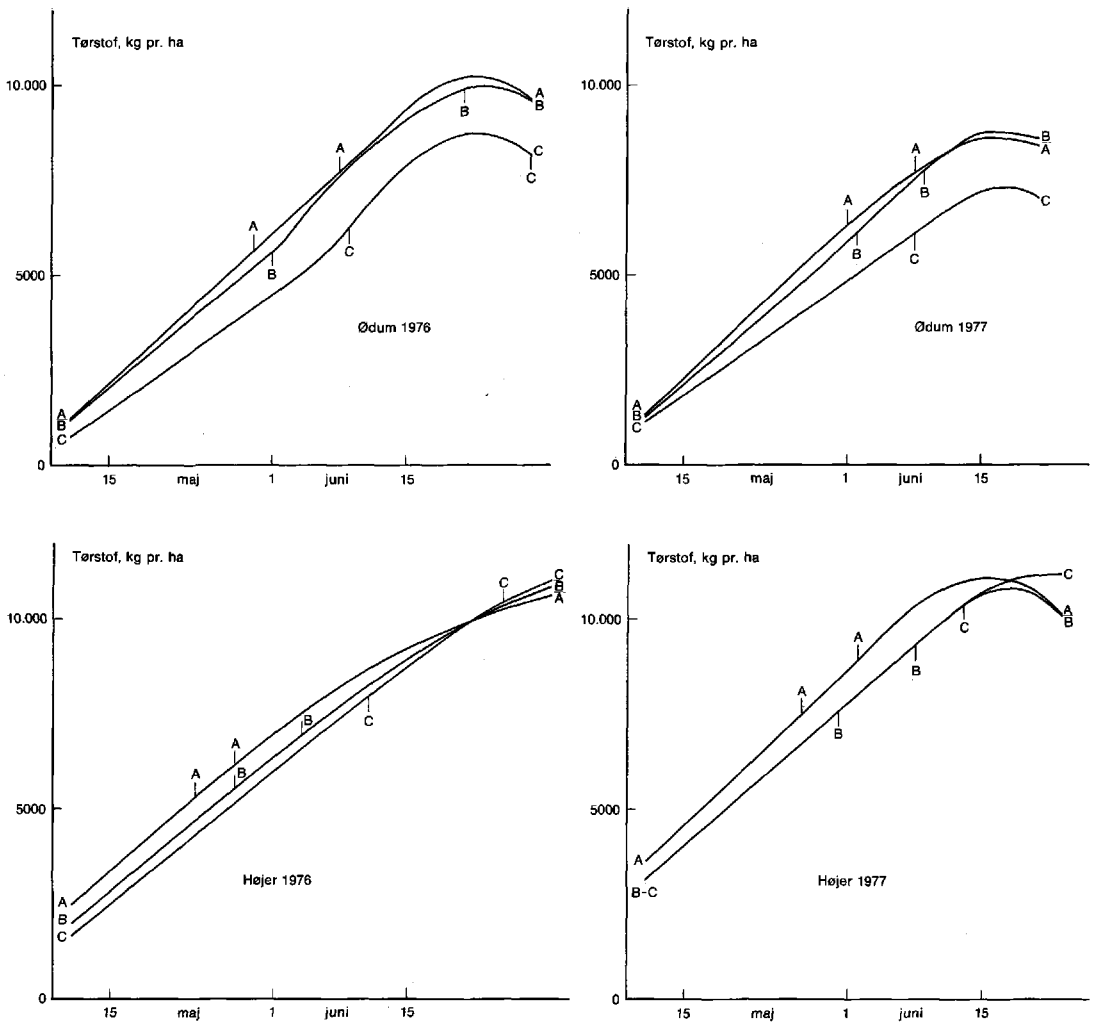 Tørstof, kg pr. ha
10.000
A
B
A
B
A
B
C
C
C
5000
A
B
Ødum 1976
A
B
C
0
15 maj 1 juni 15
Tørstof, kg pr. ha
10.000
A
B
B
A
A
B
C
C
5000
Ødum 1977
A
B
C
0
15 maj 1 juni 15
Tørstof, kg pr. ha
10.000
C
C
B
A
B
C
A
A
B
5000
Højer 1976
A
B
C
0
15 maj 1 juni 15
Tørstof, kg pr. ha
10.000
C
A
B
A
C
A
B
B
5000
Højer 1977
A
B-C
0
15 maj 1 juni 15